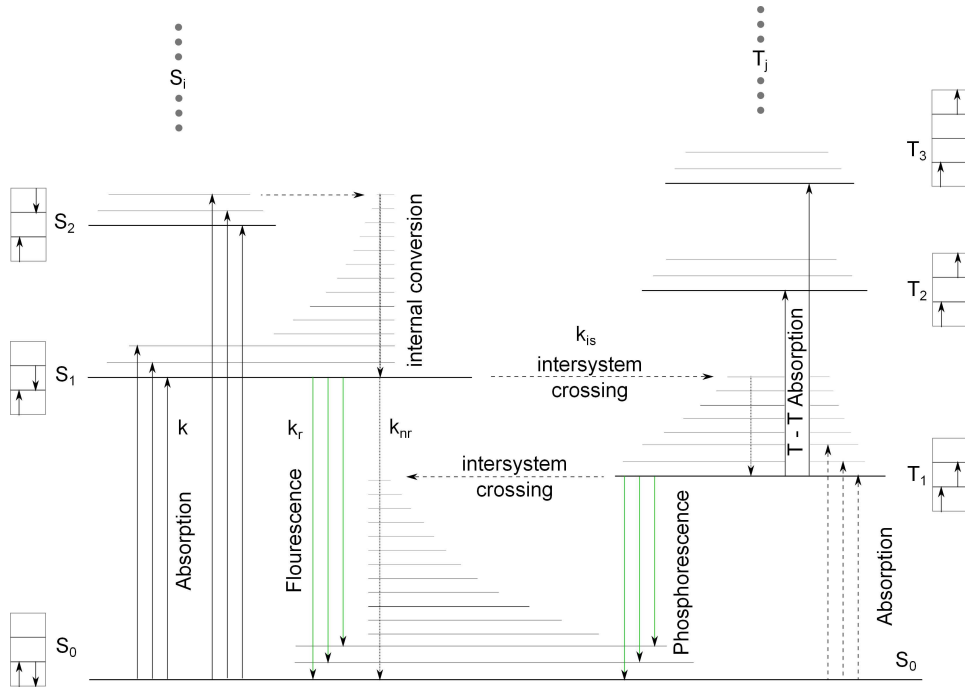 S_i
T_j
T_3
S_2
internal conversion
T_2
k_is
intersystem
crossing
S_1
T - T Absorption
k
k_r
k_nr
intersystem
crossing
T_1
Absorption
Flourescence
Phosphorescence
Absorption
S_0
S_0